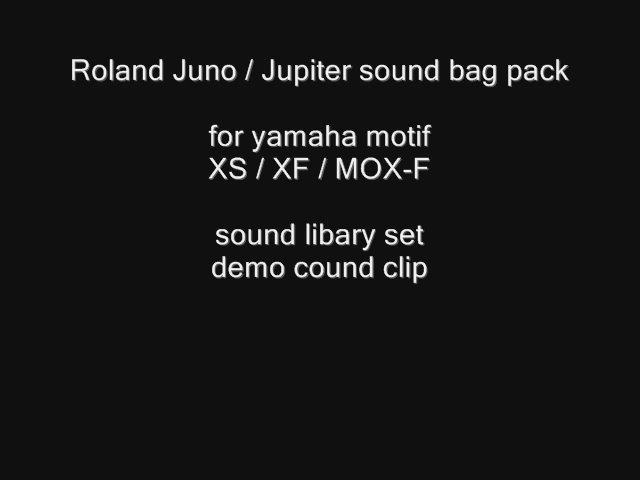 Roland Juno / Jupiter sound bag pack
for yamaha motif
XS / XF / MOX-F
sound libary set
demo cound clip